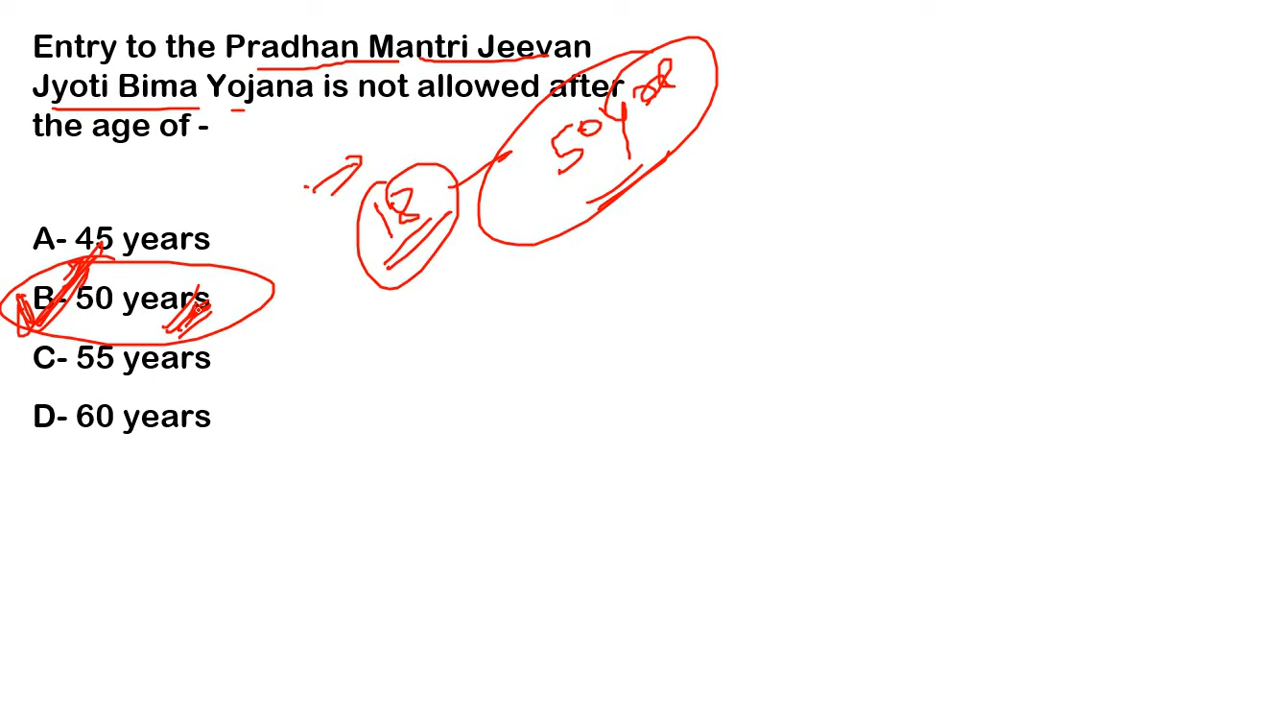 Entry to the Pradhan Mantri Jeevan
Jyoti Bima Yojana is not allowed after
the age of -
18 50 year
A- 45 years
B- 50 years
C- 55 years
D- 60 years